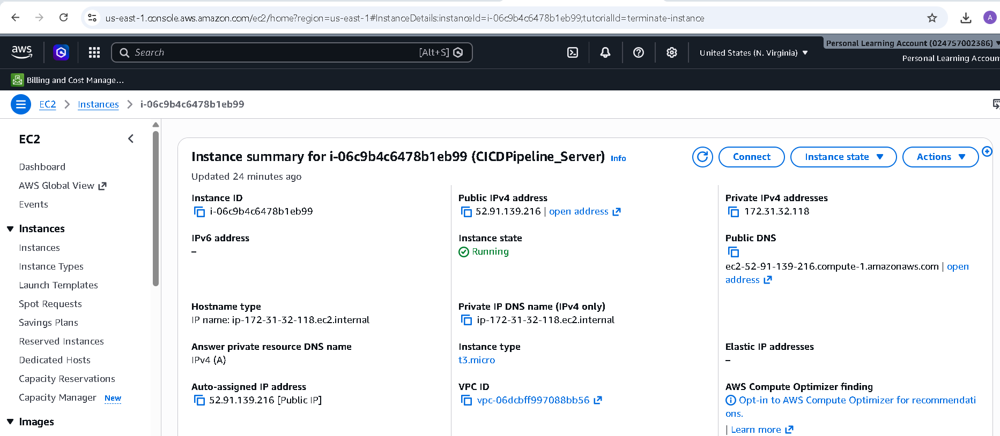 us-east-1.console.aws.amazon.com/ec2/home?region=us-east-1#InstanceDetails:instanceId=i-06c9b4c6478b1eb99;tutorialId=terminate-instance
A
aws
Search
[Alt+S]
United States (N. Virginia)
Personal Learning Account (024757002386)
Personal Learning Accoun
Billing and Cost Manage...
EC2
Instances
i-06c9b4c6478b1eb99
EC2
Dashboard
AWS Global View
Events
Instances
Instances
Instance Types
Launch Templates
Spot Requests
Savings Plans
Reserved Instances
Dedicated Hosts
Capacity Reservations
Capacity Manager New
Images
Instance summary for i-06c9b4c6478b1eb99 (CICDPipeline_Server) Info
Updated 24 minutes ago
Connect
Instance state
Actions
Instance ID
i-06c9b4c6478b1eb99
Public IPv4 address
52.91.139.216 | open address
Private IPv4 addresses
172.31.32.118
IPv6 address
–
Instance state
Running
Public DNS
ec2-52-91-139-216.compute-1.amazonaws.com | open
address
Hostname type
IP name: ip-172-31-32-118.ec2.internal
Private IP DNS name (IPv4 only)
ip-172-31-32-118.ec2.internal
Answer private resource DNS name
IPv4 (A)
Instance type
t3.micro
Elastic IP addresses
–
Auto-assigned IP address
52.91.139.216 [Public IP]
VPC ID
vpc-06dcbff997088bb56
AWS Compute Optimizer finding
Opt-in to AWS Compute Optimizer for recommendati
ons.
| Learn more